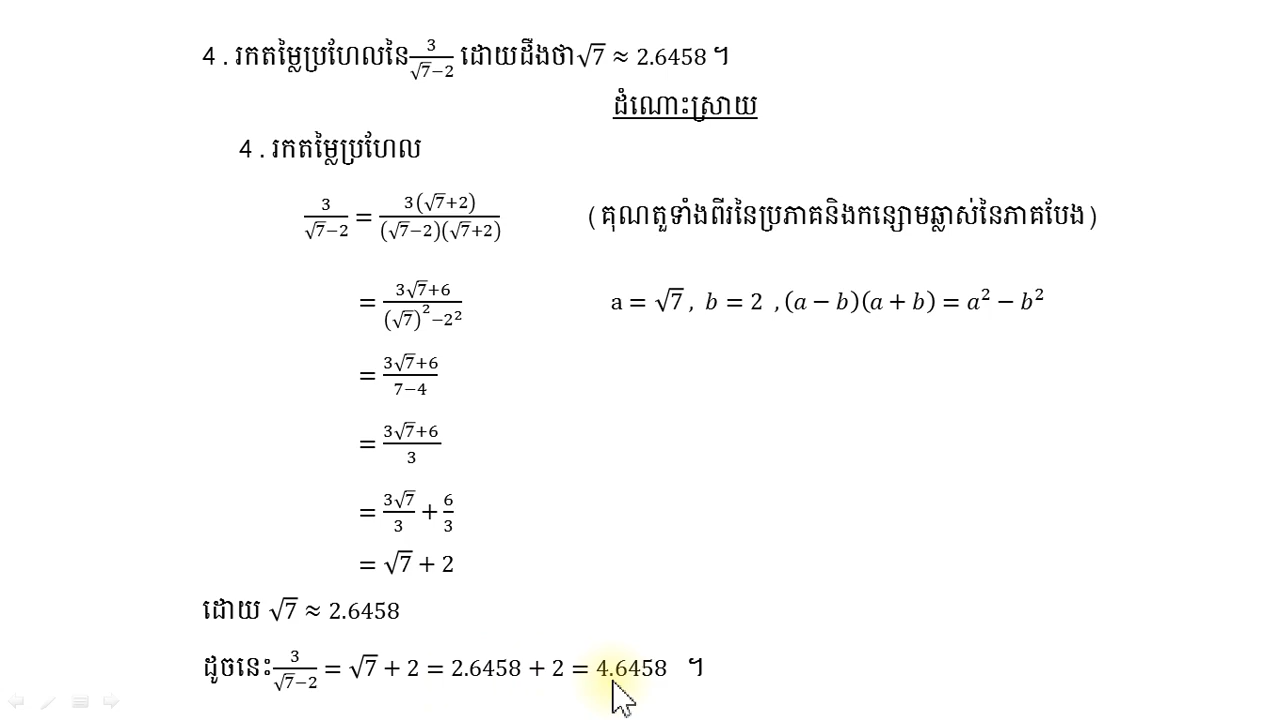 4 . រកតម្លៃប្រហែលនៃ 3/(√7−2) ដោយដឹងថា √7 ≈ 2.6458 ។
ដំណោះស្រាយ
4 . រកតម្លៃប្រហែល
3/(√7−2) = 3(√7+2)/((√7−2)(√7+2)) (គុណតួទាំងពីរនៃប្រភាគនិងកន្សោមឆ្លាស់នៃភាគបែង)
= (3√7+6)/((√7)²−2²) a = √7 , b = 2 , (a − b)(a + b) = a² − b²
= (3√7+6)/(7−4)
= (3√7+6)/3
= 3√7/3 + 6/3
= √7 + 2
ដោយ √7 ≈ 2.6458
ដូចនេះ 3/(√7−2) = √7 + 2 = 2.6458 + 2 = 4.6458 ។